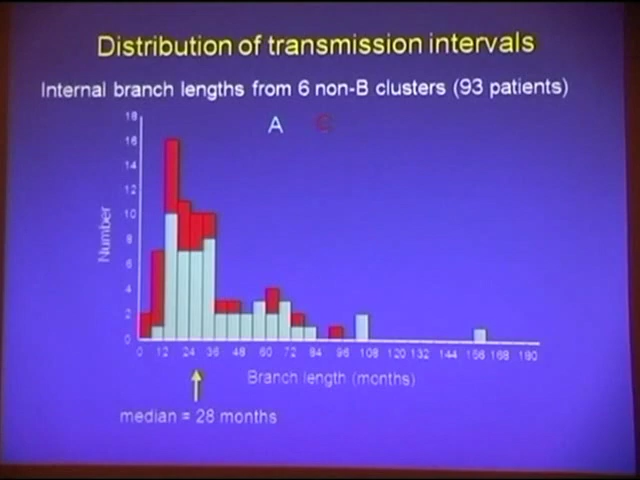 Distribution of transmission intervals
Internal branch lengths from 6 non-B clusters (93 patients)
A C
18
16
14
12
10
8
6
4
2
0
Number
0 12 24 36 48 60 72 84 96 108 120 132 144 156 168 180
Branch length (months)
median = 28 months